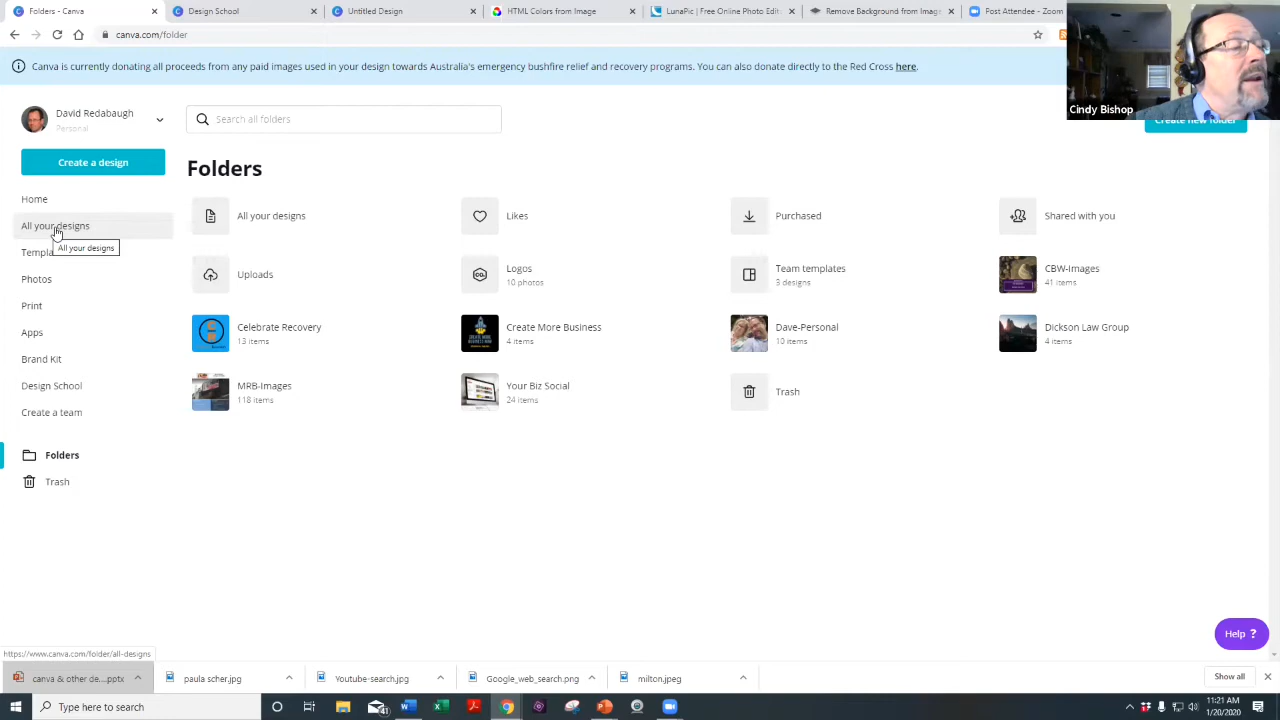 Folders - Canva
Design School
Untitled Design
HTML Colors from Image
LunaPic | Free Online Photo Edit
Remove Background from Image
Post Attendee - Zoom
canva.com/folder
Canva is currently donating all proceeds from any paid images used in your design towards Australia's emergency bushfire relief and recovery programs. You can also donate directly to the Red Cross here.
Cindy Bishop
David Redabaugh
Personal
Search all folders
Create new folder
Create a design
Folders
Home
All your designs
All your designs
Templa
Photos
Print
Apps
Brand Kit
Design School
Create a team
Folders
Trash
All your designs
Likes
Purchased
Shared with you
Uploads
Logos
10 photos
Team templates
3 designs
CBW-Images
41 items
Celebrate Recovery
13 items
Create More Business
4 items
Dave-Personal
10 items
Dickson Law Group
4 items
MRB-Images
118 items
Your Biz Social
24 items
Trash
Help ?
https://www.canva.com/folder/all-designs
canva & other de....pptx
paula scher.jpg
Youtube-search.jpg
Google_web_search.png
milton.jpeg
Show all
Type here to search
11:21 AM
1/20/2020